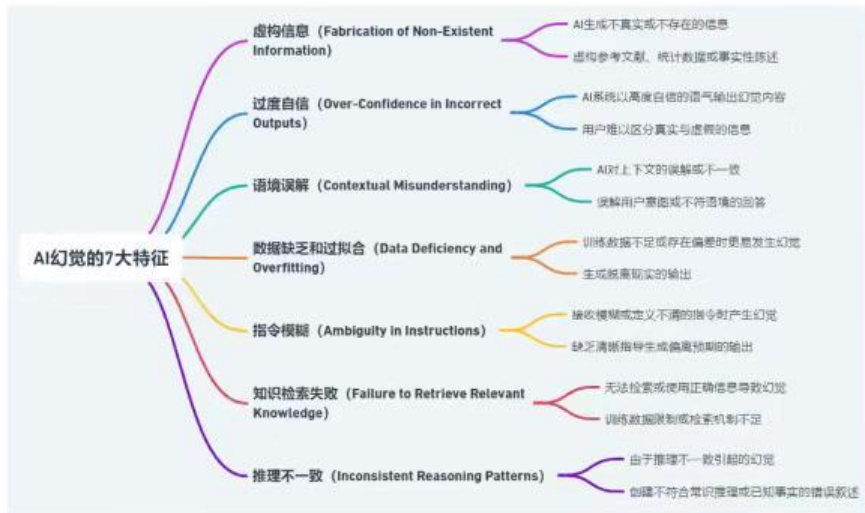 AI幻觉的7大特征
虚构信息（Fabrication of Non-Existent
Information）
AI生成不真实或不存在的信息
虚构参考文献、统计数据或事实性陈述
过度自信（Over-Confidence in Incorrect
Outputs）
AI系统以高度自信的语气输出幻觉内容
用户难以区分真实与虚假的信息
语境误解（Contextual Misunderstanding）
AI对上下文的误解或不一致
误解用户意图或不符语境的回答
数据缺乏和过拟合（Data Deficiency and
Overfitting）
训练数据不足或存在偏差时更易发生幻觉
生成脱离现实的输出
指令模糊（Ambiguity in Instructions）
接收模糊或定义不清的指令时产生幻觉
缺乏清晰指导生成偏离预期的输出
知识检索失败（Failure to Retrieve Relevant
Knowledge）
无法检索或使用正确信息导致幻觉
训练数据限制或检索机制不足
推理不一致（Inconsistent Reasoning Patterns）
由于推理不一致引起的幻觉
创建不符合常识推理或已知事实的错误叙述